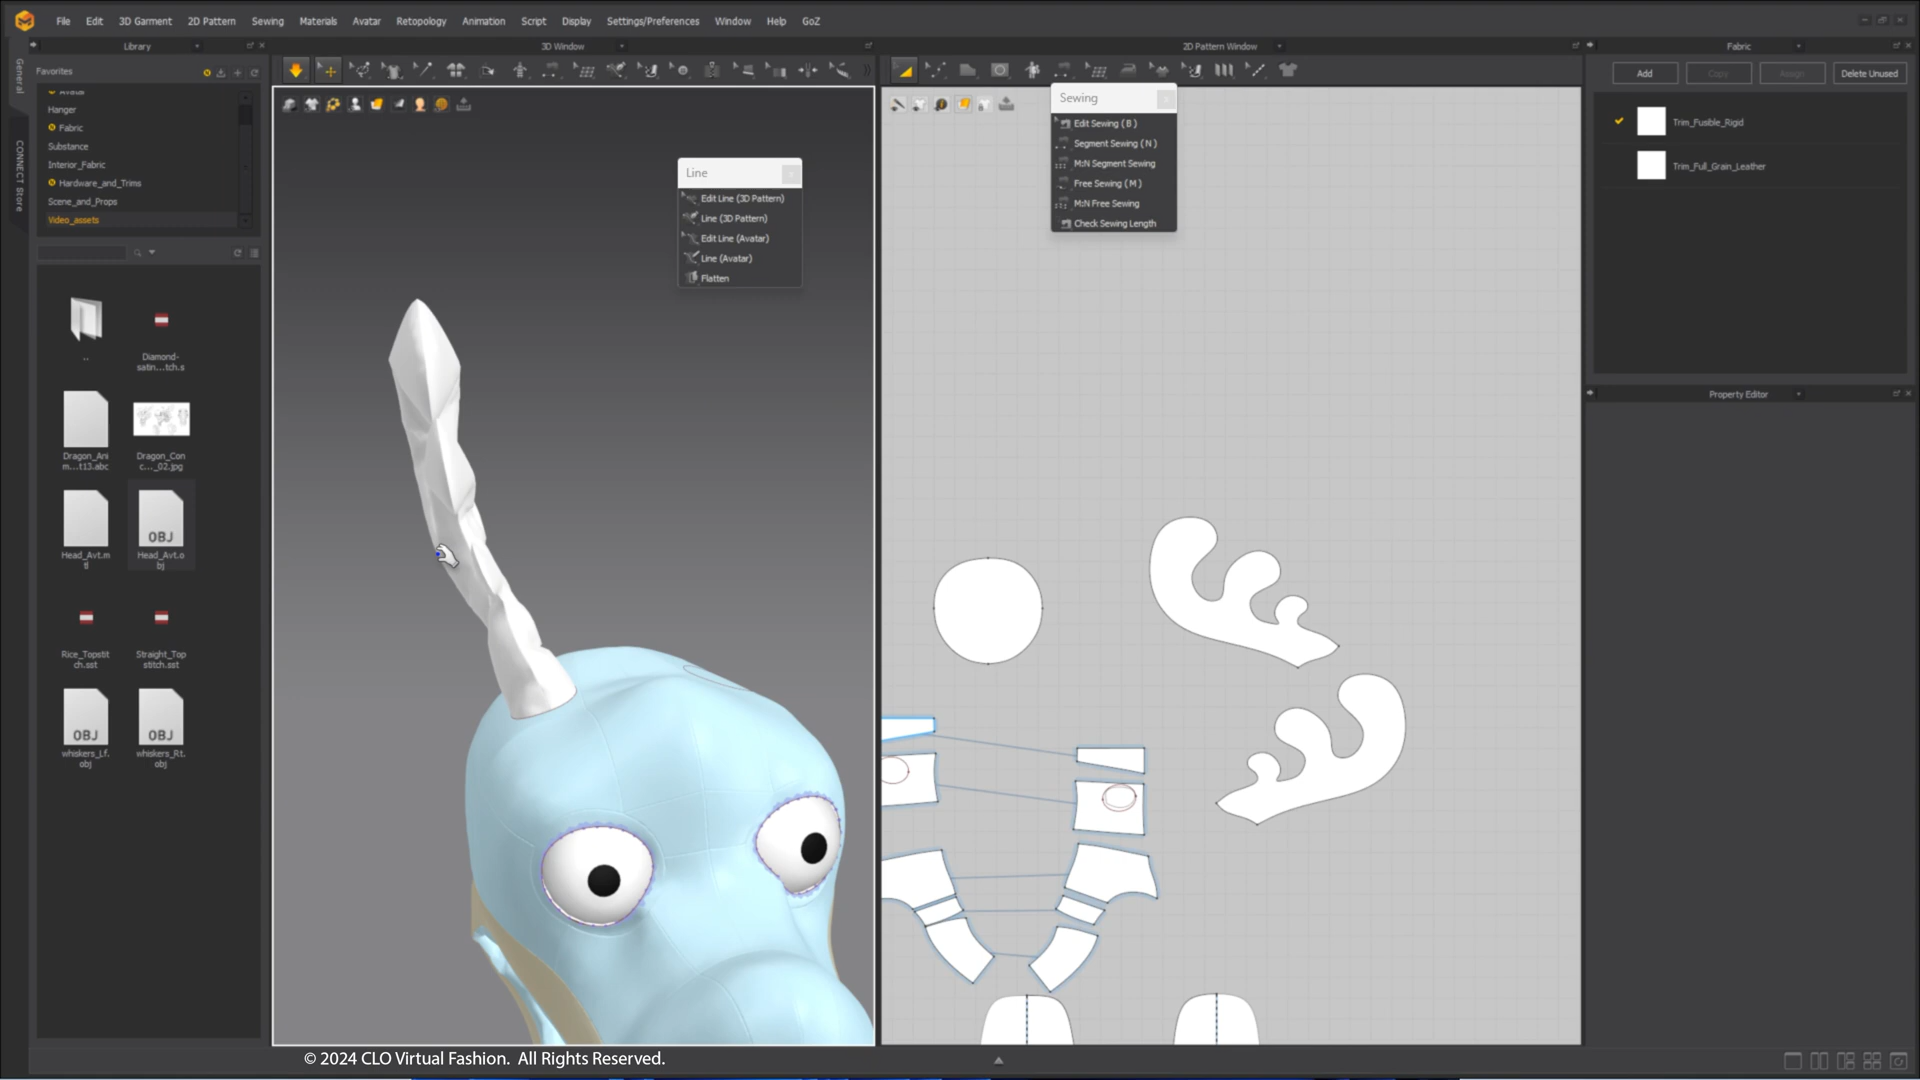 File Edit 3D Garment 2D Pattern Sewing Materials Avatar Retopology Animation Script Display Settings/Preferences Window Help GoZ
Library
3D Window
2D Pattern Window
Fabric
General
CONNECT Store
Favorites
Avatar
Hanger
Fabric
Substance
Interior_Fabric
Hardware_and_Trims
Scene_and_Props
Video_assets
..
Diamond-
satin...tch.s
Dragon_Ani
m...t13.abc
Dragon_Con
c..._02.jpg
OBJ
Head_Avt.m
tl
Head_Avt.o
bj
Rice_Topstit
ch.sst
Straight_Top
stitch.sst
OBJ
OBJ
whiskers_Lf.
obj
whiskers_Rt.
obj
Line
Edit Line (3D Pattern)
Line (3D Pattern)
Edit Line (Avatar)
Line (Avatar)
Flatten
Sewing
Edit Sewing ( B )
Segment Sewing ( N )
M:N Segment Sewing
Free Sewing ( M )
M:N Free Sewing
Check Sewing Length
Add Copy Assign Delete Unused
Trim_Fusible_Rigid
Trim_Full_Grain_Leather
Property Editor
© 2024 CLO Virtual Fashion. All Rights Reserved.